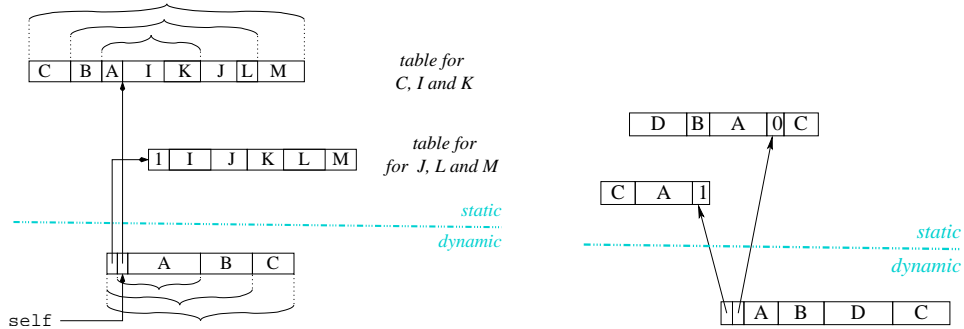 C B A I K J L M
table for
C, I and K
1 I J K L M
table for
for J, L and M
static
dynamic
A B C
self
D B A 0 C
C A 1
static
dynamic
A B D C